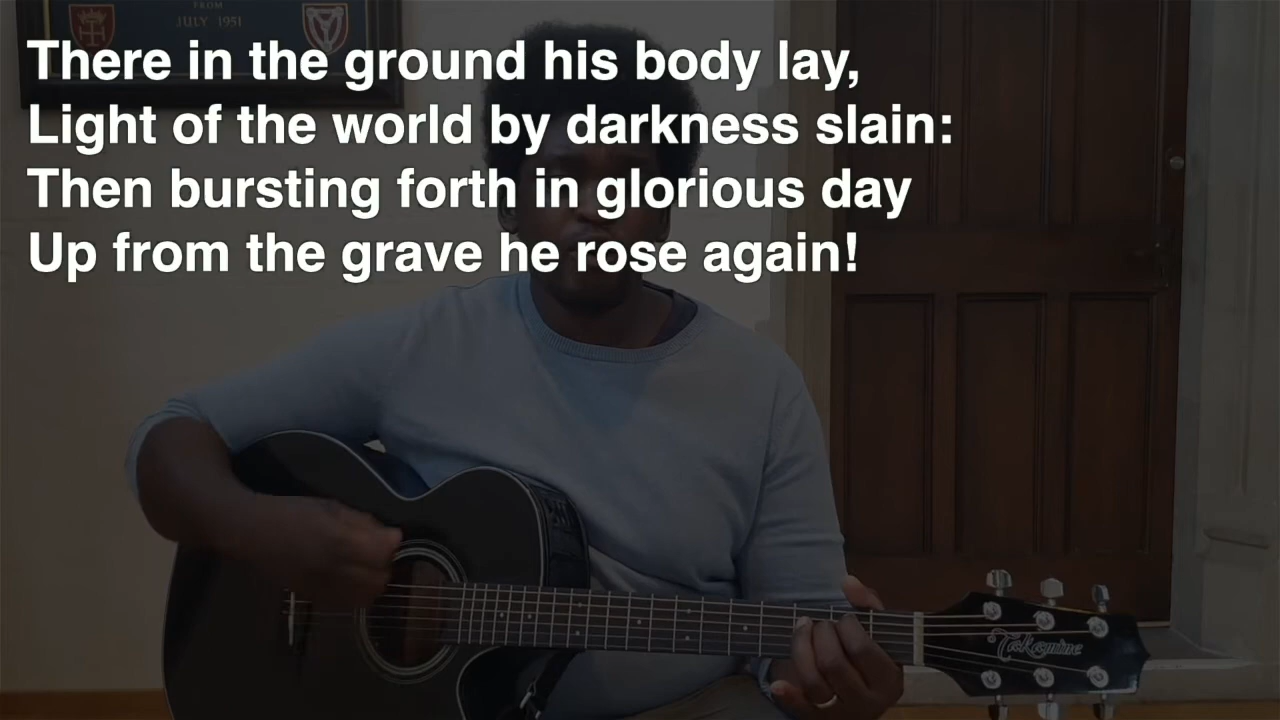 FROM
JULY 1951
There in the ground his body lay,
Light of the world by darkness slain:
Then bursting forth in glorious day
Up from the grave he rose again!
Takamine